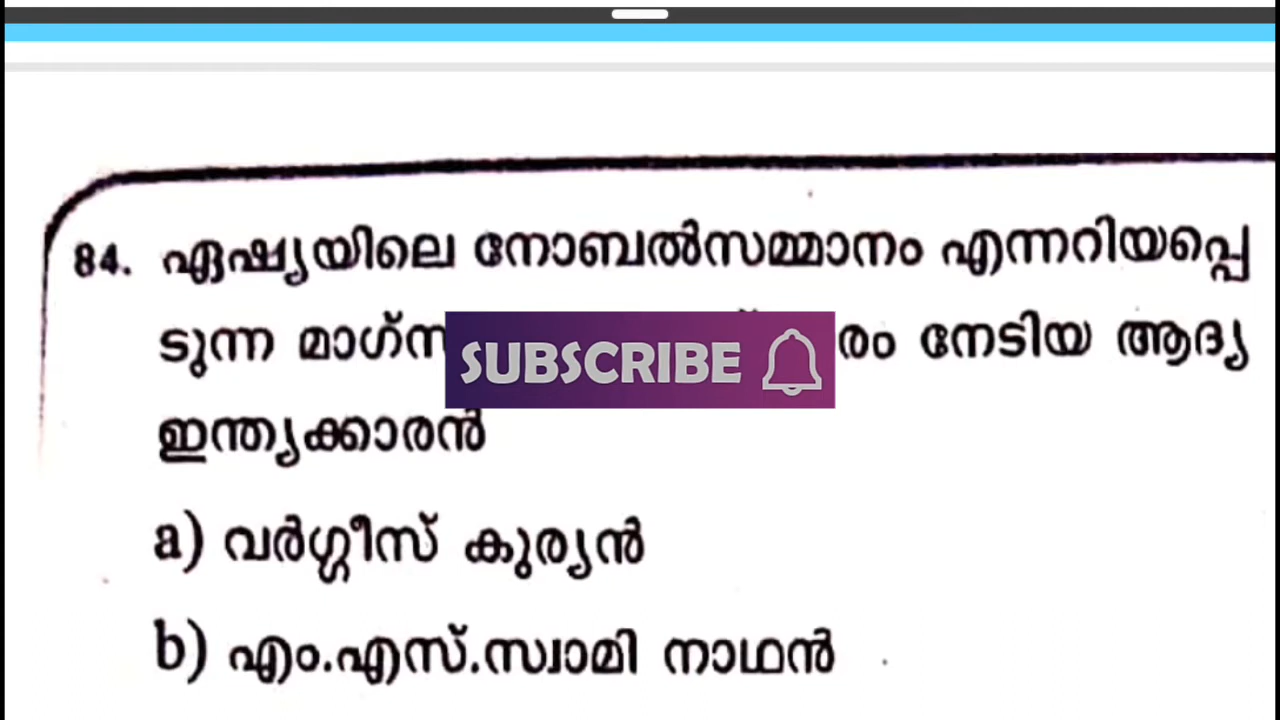 84. ഏഷ്യയിലെ നോബൽസമ്മാനം എന്നറിയപ്പെ
ടുന്ന നേടിയ ആദ്യ
SUBSCRIBE
ഇന്ത്യക്കാരൻ
a) വർഗ്ഗീസ് കുര്യൻ
b) എം.എസ്.സ്വാമി നാഥൻ